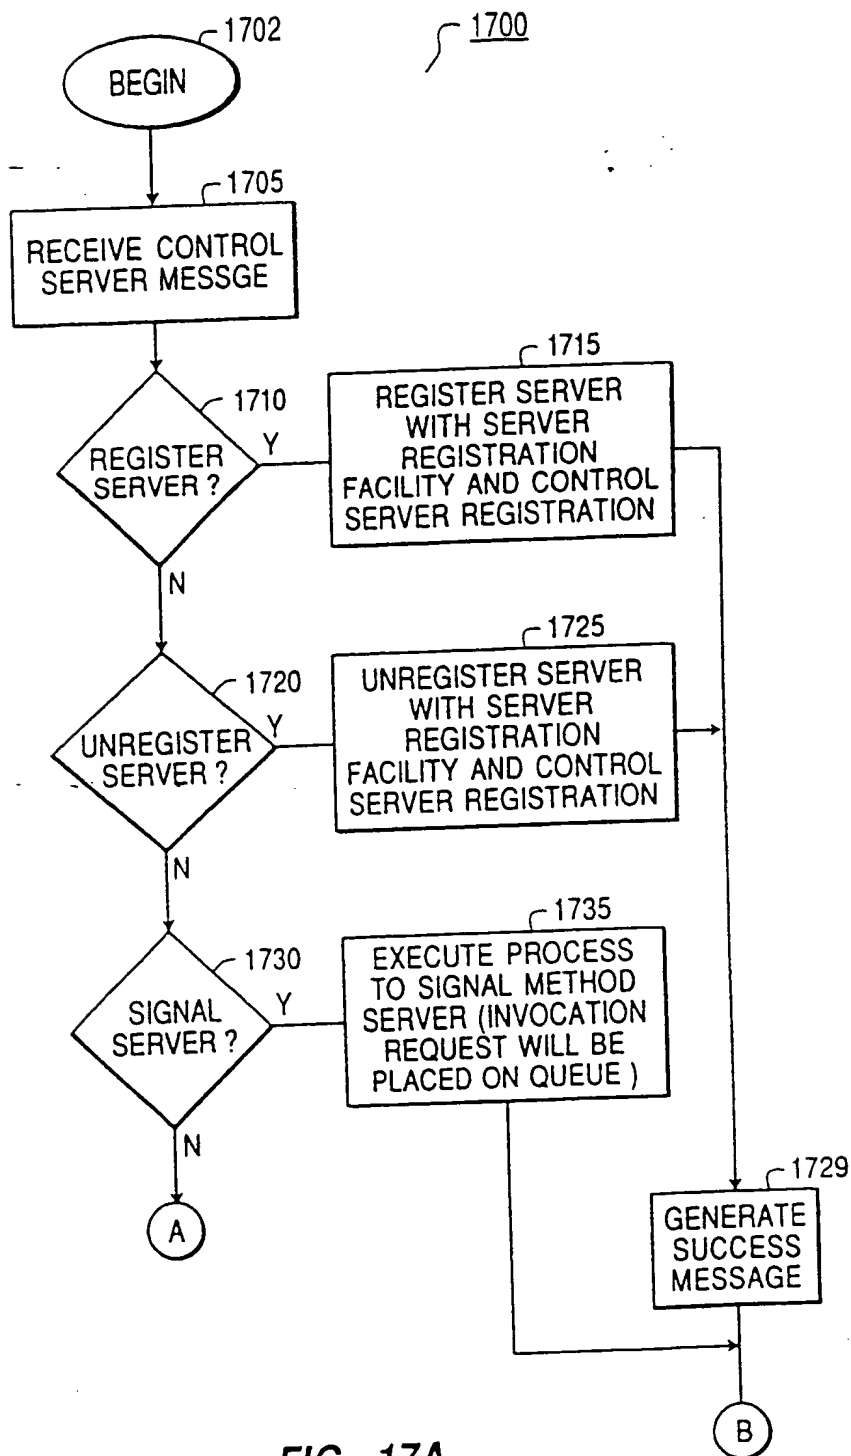 1702
1700
BEGIN
1705
RECEIVE CONTROL
SERVER MESSGE
1710
REGISTER
SERVER ?
Y
N
1715
REGISTER SERVER
WITH SERVER
REGISTRATION
FACILITY AND CONTROL
SERVER REGISTRATION
1720
UNREGISTER
SERVER ?
Y
N
1725
UNREGISTER SERVER
WITH SERVER
REGISTRATION
FACILITY AND CONTROL
SERVER REGISTRATION
1730
SIGNAL
SERVER ?
Y
N
1735
EXECUTE PROCESS
TO SIGNAL METHOD
SERVER (INVOCATION
REQUEST WILL BE
PLACED ON QUEUE )
A
1729
GENERATE
SUCCESS
MESSAGE
B
FIG. 17A